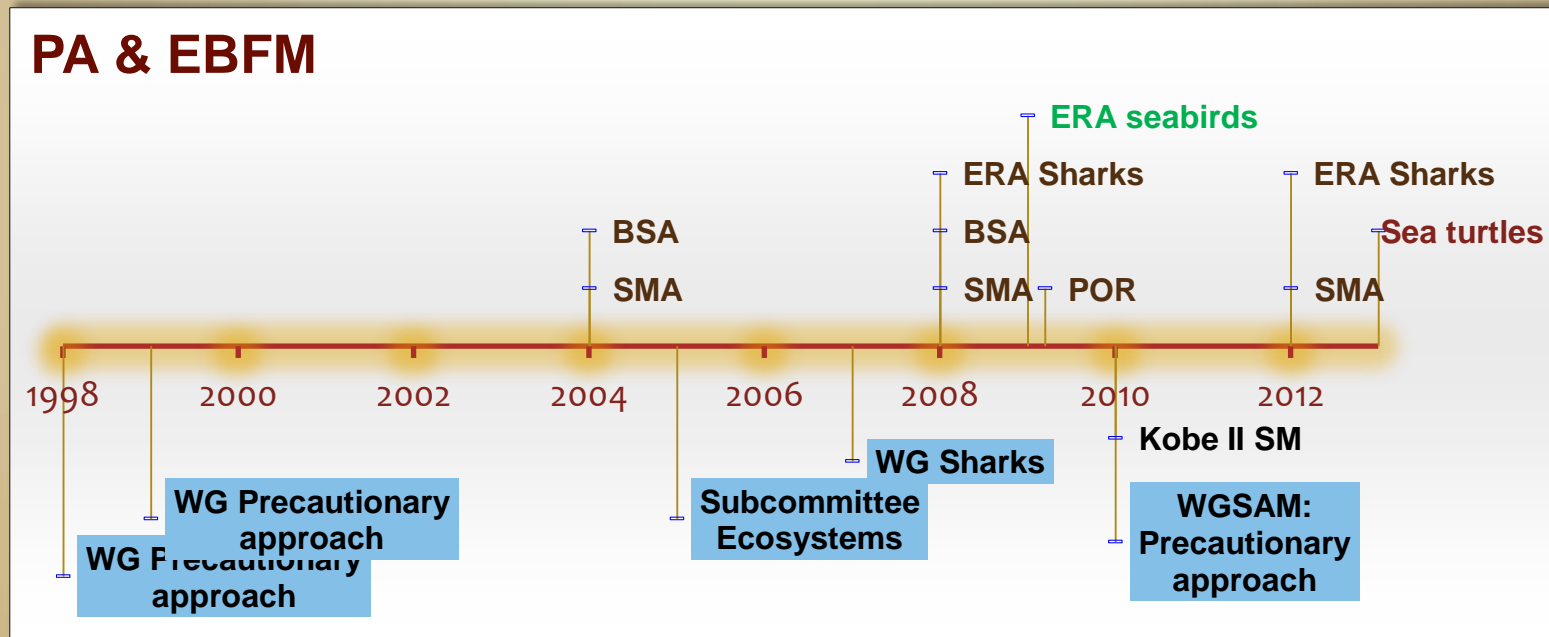 PA & EBFM
ERA seabirds
ERA Sharks
ERA Sharks
BSA
BSA
Sea turtles
SMA
SMA
POR
SMA
1998
2000
2002
2004
2006
2008
2010
2012
Kobe II SM
WG Sharks
WG Precautionary
approach
Subcommittee
Ecosystems
WGSAM:
Precautionary
approach
WG Precautionary
approach